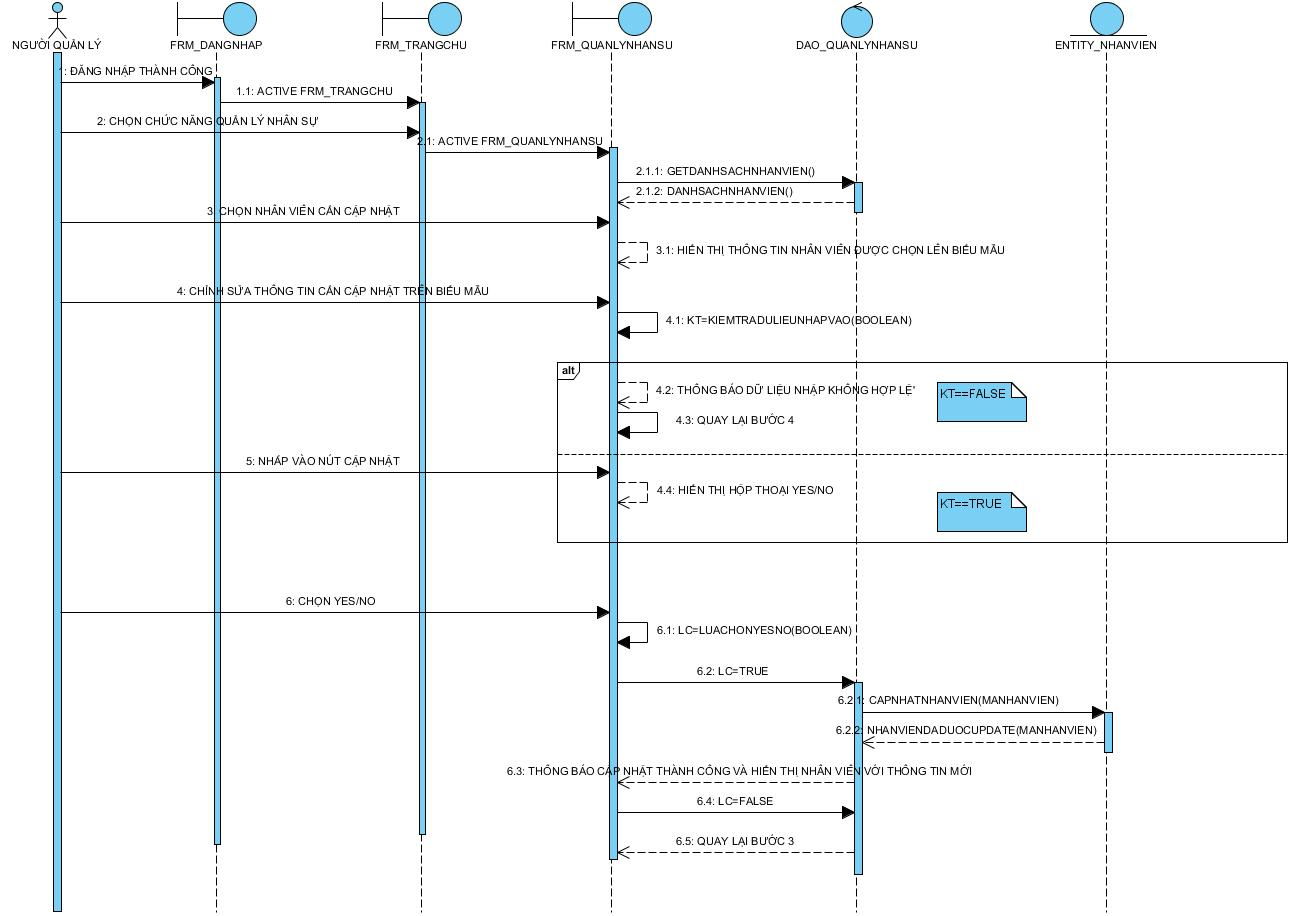 NGƯỜI QUẢN LÝ
FRM_DANGNHAP
FRM_TRANGCHU
FRM_QUANLYNHANSU
DAO_QUANLYNHANSU
ENTITY_NHANVIEN
1: ĐĂNG NHẬP THÀNH CÔNG
1.1: ACTIVE FRM_TRANGCHU
2: CHỌN CHỨC NĂNG QUẢN LÝ NHÂN SỰ
2.1: ACTIVE FRM_QUANLYNHANSU
2.1.1: GETDANHSACHNHANVIEN()
2.1.2: DANHSACHNHANVIEN()
3: CHỌN NHÂN VIÊN CẦN CẬP NHẬT
3.1: HIỂN THỊ THÔNG TIN NHÂN VIÊN ĐƯỢC CHỌN LÊN BIỂU MẪU
4: CHỈNH SỬA THÔNG TIN CẦN CẬP NHẬT TRÊN BIỂU MẪU
4.1: KT=KIEMTRADULIEUNHAPVAO(BOOLEAN)
alt
4.2: THÔNG BÁO DỮ LIỆU NHẬP KHÔNG HỢP LỆ'
KT==FALSE
4.3: QUAY LẠI BƯỚC 4
5: NHẤP VÀO NÚT CẬP NHẬT
4.4: HIỂN THỊ HỘP THOẠI YES/NO
KT==TRUE
6: CHỌN YES/NO
6.1: LC=LUACHONYESNO(BOOLEAN)
6.2: LC=TRUE
6.2.1: CAPNHATNHANVIEN(MANHANVIEN)
6.2.2: NHANVIENDADUOCUPDATE(MANHANVIEN)
6.3: THÔNG BÁO CẬP NHẬT THÀNH CÔNG VÀ HIỂN THỊ NHÂN VIÊN VỚI THÔNG TIN MỚI
6.4: LC=FALSE
6.5: QUAY LẠI BƯỚC 3